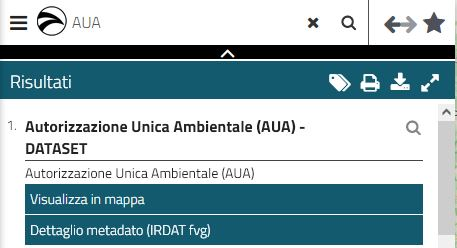 AUA
Risultati
1. Autorizzazione Unica Ambientale (AUA) -
DATASET
Autorizzazione Unica Ambientale (AUA)
Visualizza in mappa
Dettaglio metadato (IRDAT fvg)